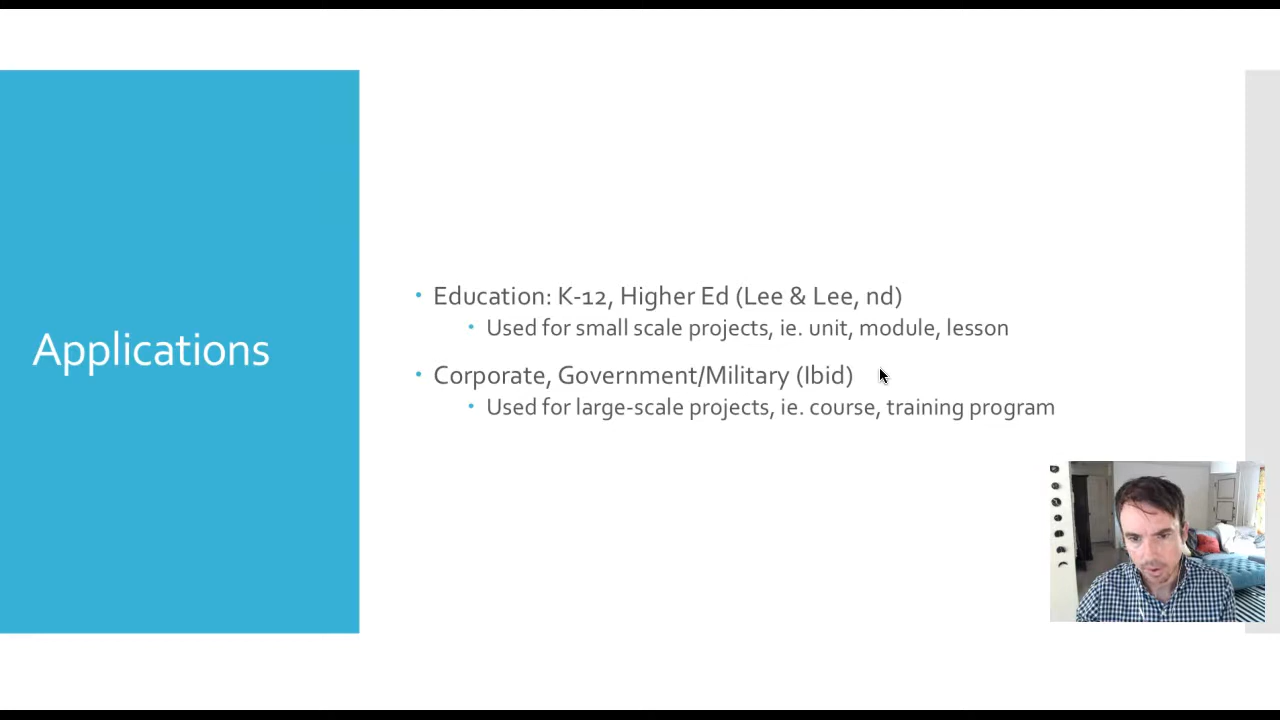 Applications
Education: K-12, Higher Ed (Lee & Lee, nd)
Used for small scale projects, ie. unit, module, lesson
Corporate, Government/Military (Ibid)
Used for large-scale projects, ie. course, training program